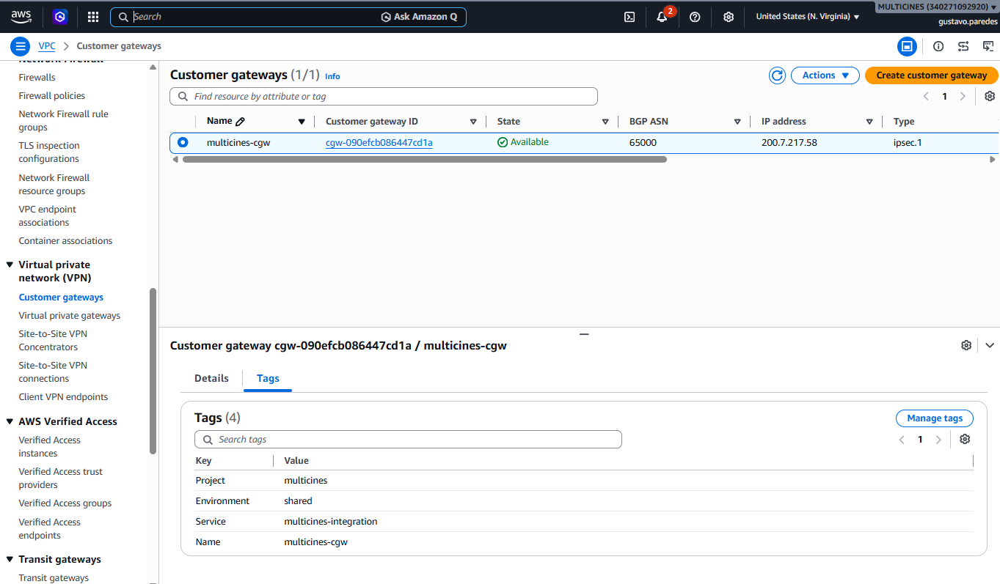 aws
Search
Ask Amazon Q
2
United States (N. Virginia)
MULTICINES (340271092920)
gustavo.paredes
VPC
Customer gateways
Network Firewall
Firewalls
Firewall policies
Network Firewall rule
groups
TLS inspection
configurations
Network Firewall
resource groups
VPC endpoint
associations
Container associations
Virtual private
network (VPN)
Customer gateways
Virtual private gateways
Site-to-Site VPN
Concentrators
Site-to-Site VPN
connections
Client VPN endpoints
AWS Verified Access
Verified Access
instances
Verified Access trust
providers
Verified Access groups
Verified Access
endpoints
Transit gateways
Transit gateways
Customer gateways (1/1) Info
Actions
Create customer gateway
Find resource by attribute or tag
1
Name Customer gateway ID State BGP ASN IP address Type
multicines-cgw cgw-090efcb086447cd1a Available 65000 200.7.217.58 ipsec.1
Customer gateway cgw-090efcb086447cd1a / multicines-cgw
Details Tags
Tags (4)
Manage tags
Search tags
1
Key Value
Project multicines
Environment shared
Service multicines-integration
Name multicines-cgw